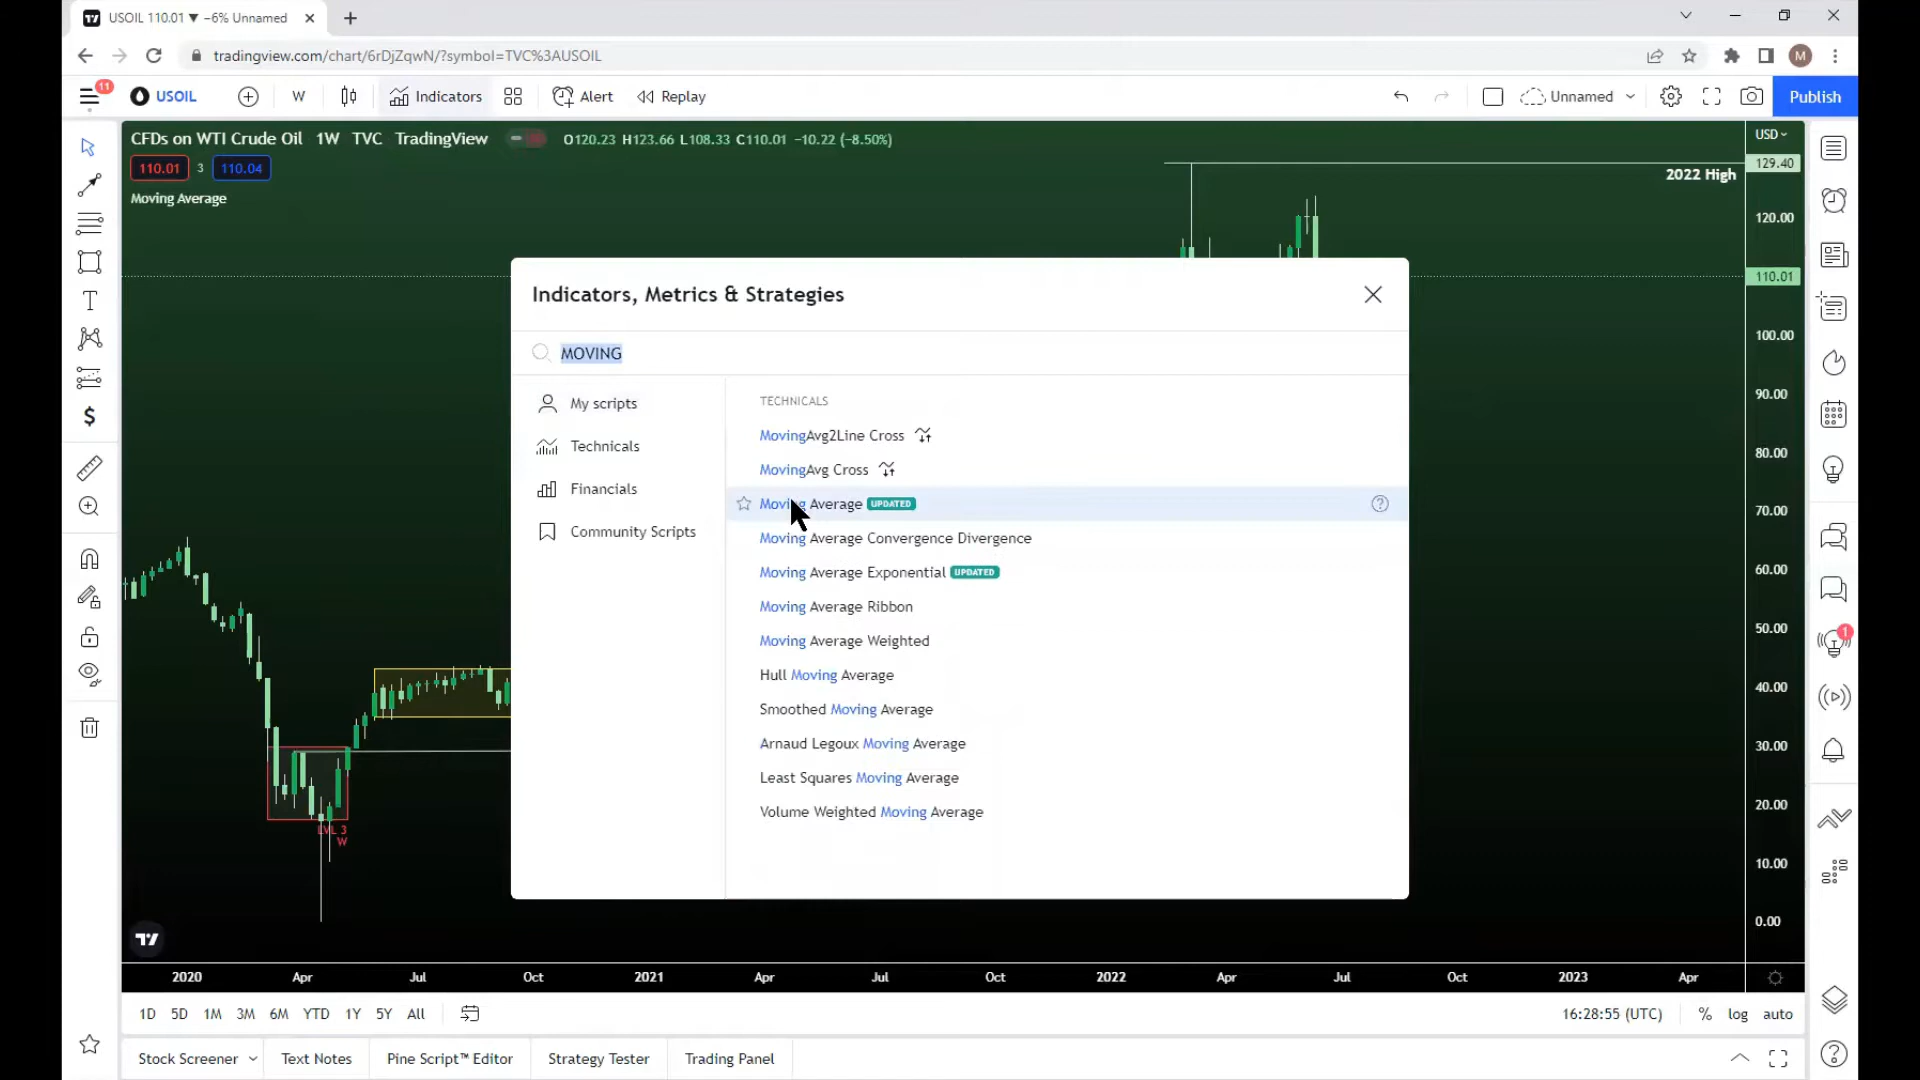 USOIL 110.01 ▼ −6% Unnamed
tradingview.com/chart/6rDjZqwN/?symbol=TVC%3AUSOIL
M
11
USOIL
W
Indicators
Alert
Replay
Unnamed
Publish
CFDs on WTI Crude Oil 1W TVC TradingView
O120.23 H123.66 L108.33 C110.01 −10.22 (−8.50%)
USD
110.01 3 110.04
129.40
2022 High
Moving Average
120.00
110.01
100.00
90.00
80.00
70.00
60.00
50.00
40.00
30.00
20.00
10.00
0.00
Indicators, Metrics & Strategies
MOVING
My scripts
Technicals
Financials
Community Scripts
TECHNICALS
MovingAvg2Line Cross
MovingAvg Cross
Moving Average UPDATED
Moving Average Convergence Divergence
Moving Average Exponential UPDATED
Moving Average Ribbon
Moving Average Weighted
Hull Moving Average
Smoothed Moving Average
Arnaud Legoux Moving Average
Least Squares Moving Average
Volume Weighted Moving Average
1
LVL 3
W
2020 Apr Jul Oct 2021 Apr Jul Oct 2022 Apr Jul Oct 2023 Apr
1D 5D 1M 3M 6M YTD 1Y 5Y All
16:28:55 (UTC) % log auto
Stock Screener
Text Notes
Pine Script™ Editor
Strategy Tester
Trading Panel